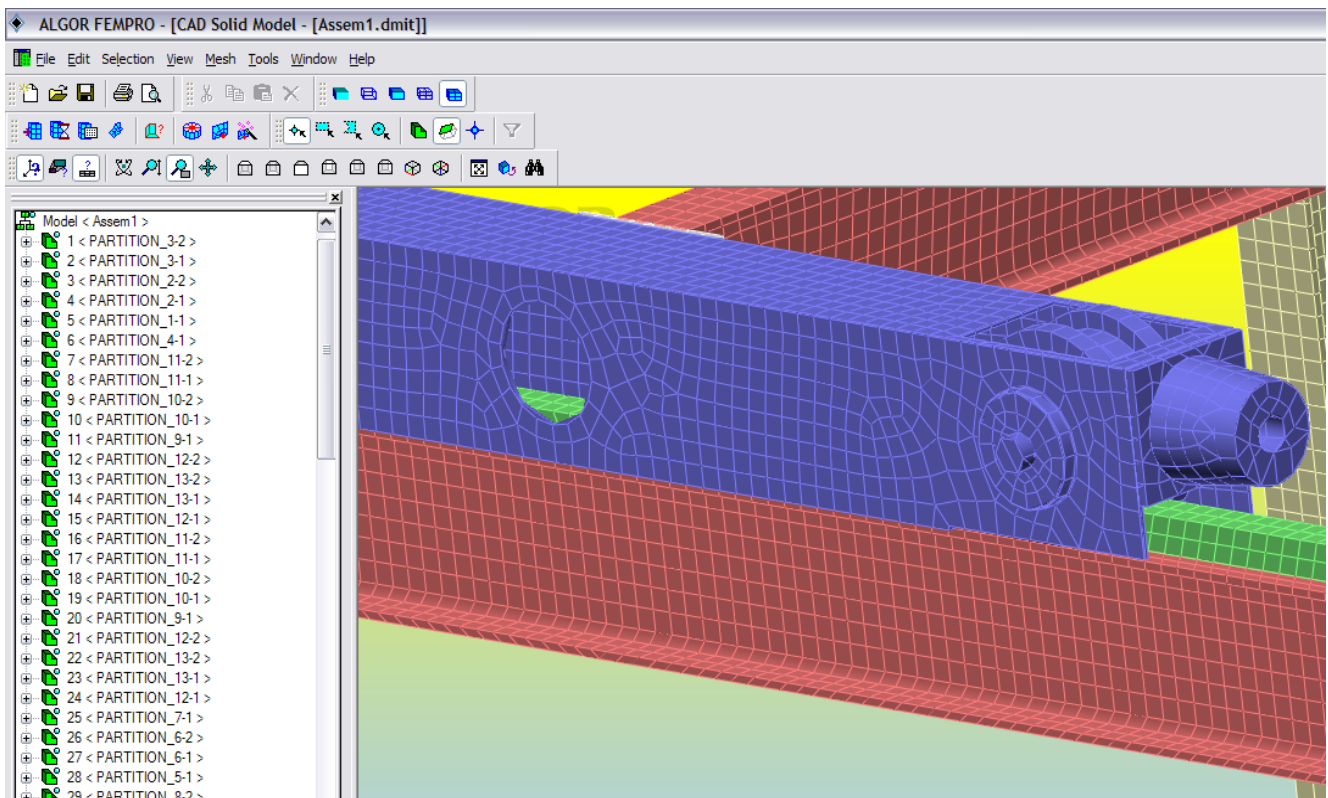 ALGOR FEMPRO - [CAD Solid Model - [Assem1.dmit]]
File Edit Selection View Mesh Tools Window Help
Model < Assem1 >
1 < PARTITION_3-2 >
2 < PARTITION_3-1 >
3 < PARTITION_2-2 >
4 < PARTITION_2-1 >
5 < PARTITION_1-1 >
6 < PARTITION_4-1 >
7 < PARTITION_11-2 >
8 < PARTITION_11-1 >
9 < PARTITION_10-2 >
10 < PARTITION_10-1 >
11 < PARTITION_9-1 >
12 < PARTITION_12-2 >
13 < PARTITION_13-2 >
14 < PARTITION_13-1 >
15 < PARTITION_12-1 >
16 < PARTITION_11-2 >
17 < PARTITION_11-1 >
18 < PARTITION_10-2 >
19 < PARTITION_10-1 >
20 < PARTITION_9-1 >
21 < PARTITION_12-2 >
22 < PARTITION_13-2 >
23 < PARTITION_13-1 >
24 < PARTITION_12-1 >
25 < PARTITION_7-1 >
26 < PARTITION_6-2 >
27 < PARTITION_6-1 >
28 < PARTITION_5-1 >
29 < PARTITION_8-2 >